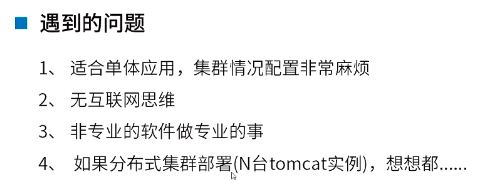 遇到的问题
1、 适合单体应用，集群情况配置非常麻烦
2、 无互联网思维
3、 非专业的软件做专业的事
4、 如果分布式集群部署(N台tomcat实例)，想想都......